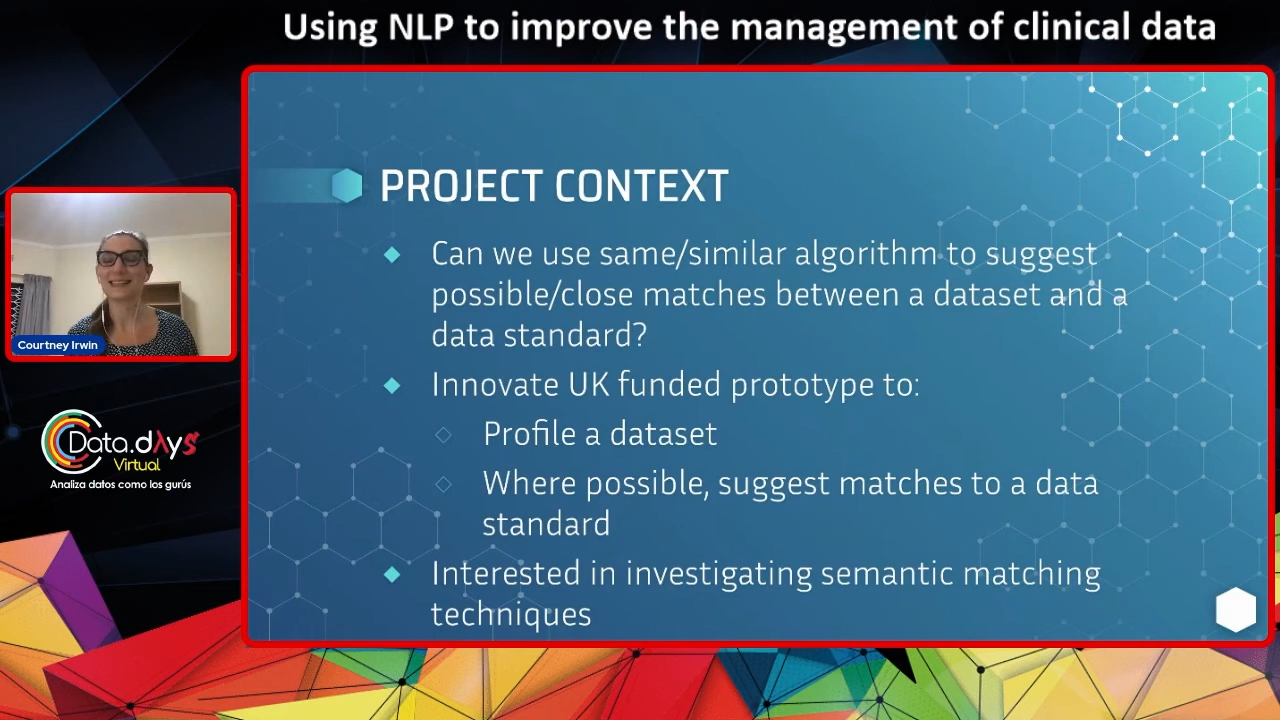 Using NLP to improve the management of clinical data
PROJECT CONTEXT
Can we use same/similar algorithm to suggest
possible/close matches between a dataset and a
data standard?
Innovate UK funded prototype to:
Profile a dataset
Where possible, suggest matches to a data
standard
Interested in investigating semantic matching
techniques
Courtney Irwin
Data.dAys
Virtual
Analiza datos como los gurús